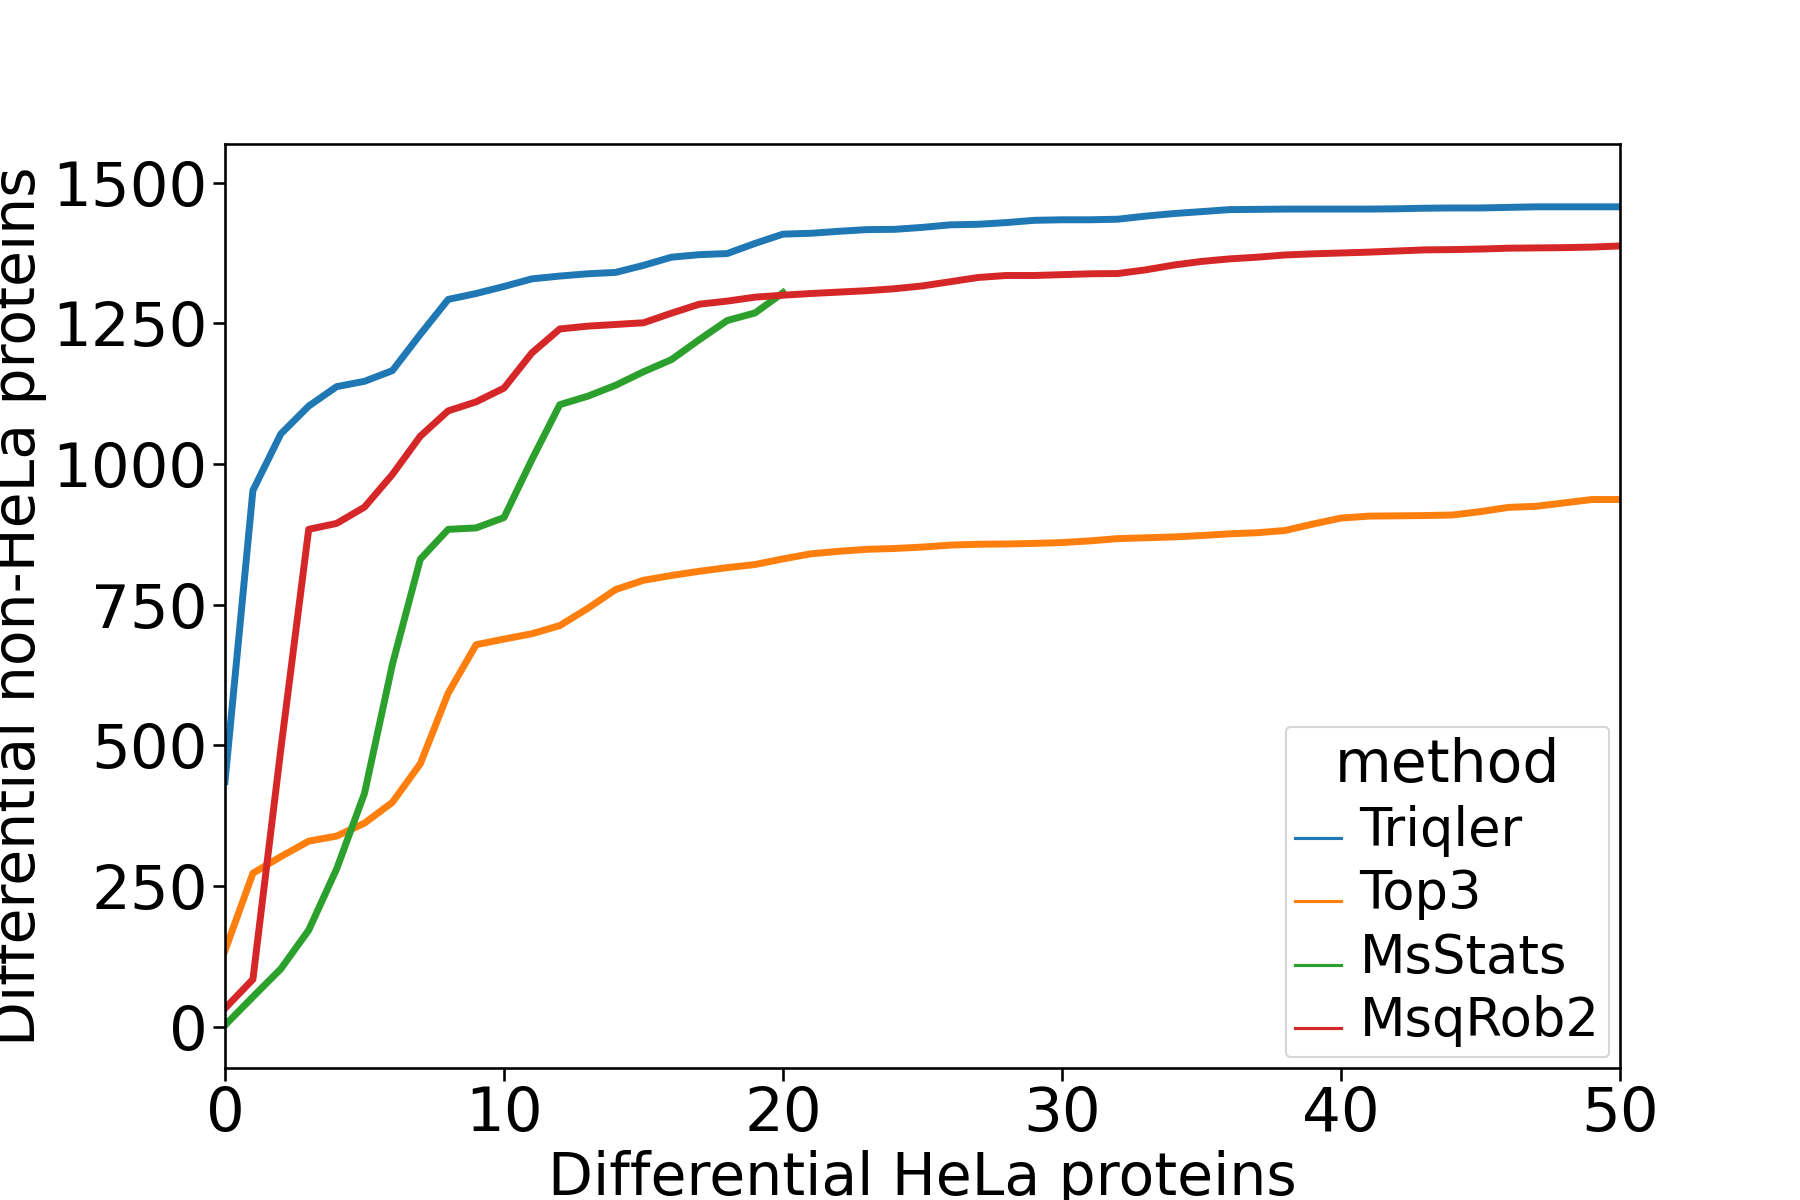 Differential non-HeLa proteins
1500
1250
1000
750
500
250
0
0 10 20 30 40 50
Differential HeLa proteins
method
Triqler
Top3
MsStats
MsqRob2